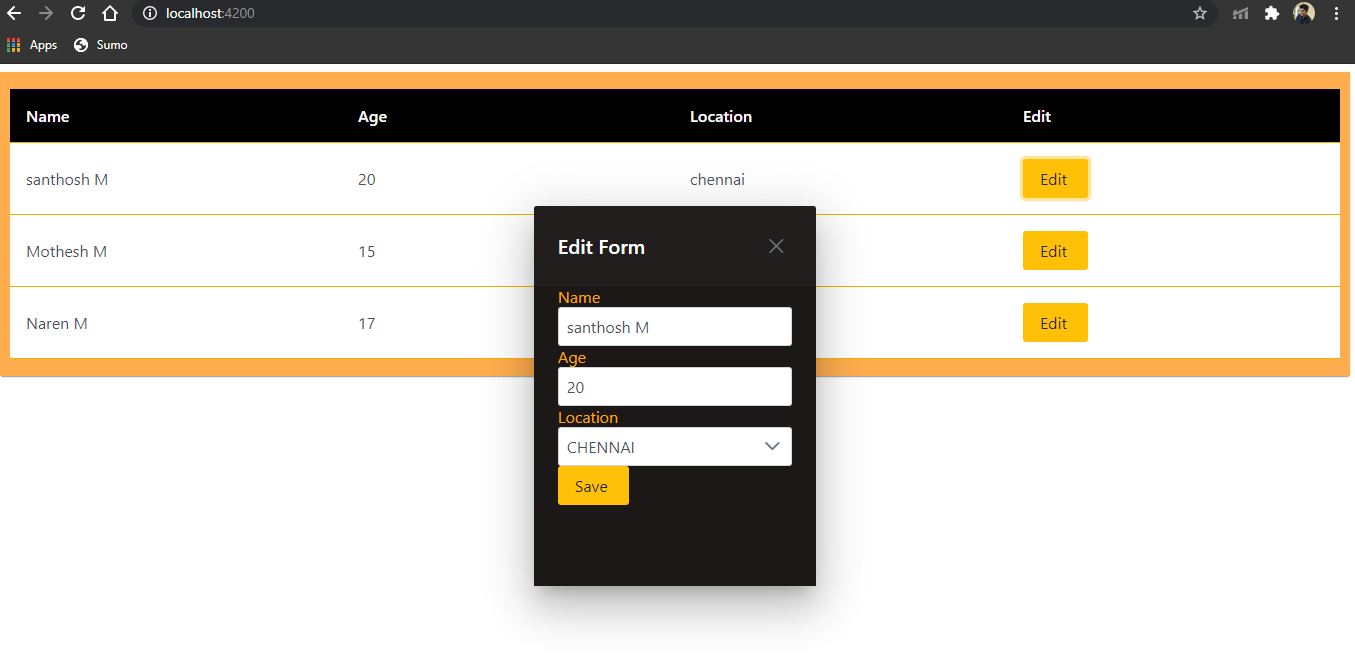 localhost:4200
Apps Sumo
Name Age Location Edit
santhosh M 20 chennai Edit
Mothesh M 15 Edit
Naren M 17 Edit
Edit Form
Name
santhosh M
Age
20
Location
CHENNAI
Save